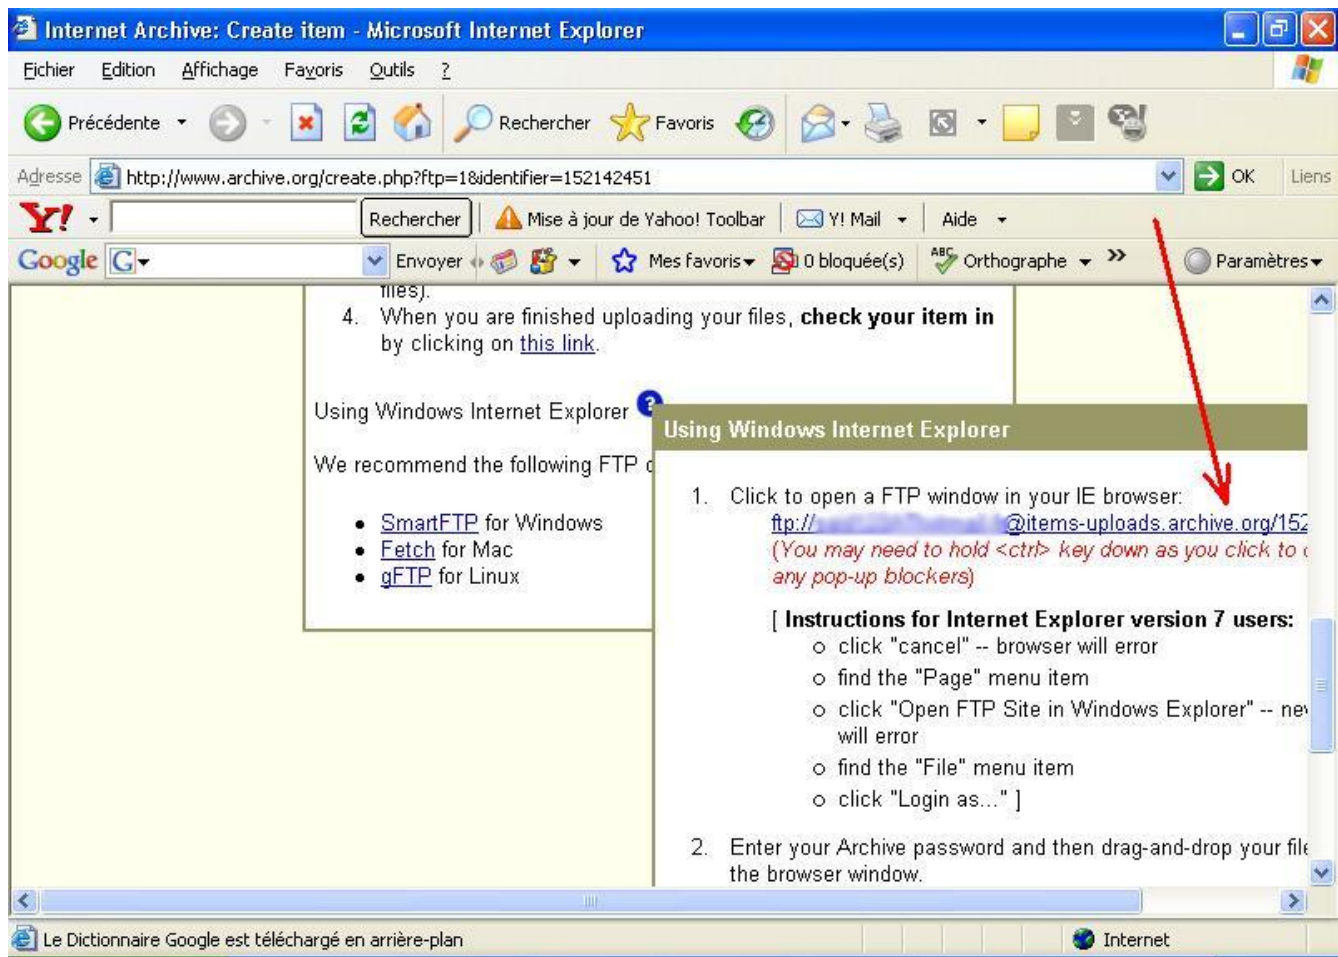 Internet Archive: Create item - Microsoft Internet Explorer
Fichier Edition Affichage Favoris Outils ?
Précédente Rechercher Favoris
Adresse http://www.archive.org/create.php?ftp=1&identifier=152142451 OK Liens
Y! Rechercher Mise à jour de Yahoo! Toolbar Y! Mail Aide
Google G Envoyer Mes favoris 0 bloquée(s) ABC Orthographe >> Paramètres
files).
4. When you are finished uploading your files, check your item in
by clicking on this link.
Using Windows Internet Explorer ?
We recommend the following FTP
SmartFTP for Windows
Fetch for Mac
gFTP for Linux
Using Windows Internet Explorer
1. Click to open a FTP window in your IE browser:
ftp:// @items-uploads.archive.org/152
(You may need to hold <ctrl> key down as you click to
any pop-up blockers)
[ Instructions for Internet Explorer version 7 users:
o click "cancel" -- browser will error
o find the "Page" menu item
o click "Open FTP Site in Windows Explorer" --
will error
o find the "File" menu item
o click "Login as..." ]
2. Enter your Archive password and then drag-and-drop your
the browser window.
Le Dictionnaire Google est téléchargé en arrière-plan
Internet